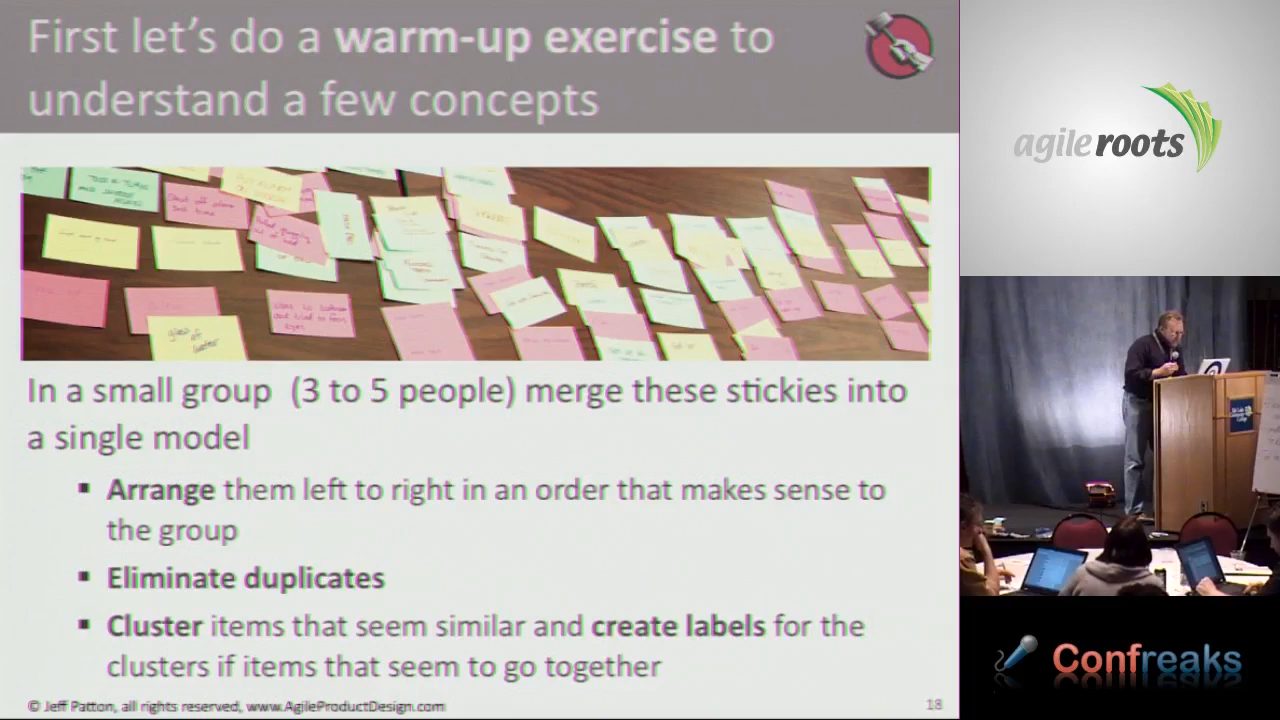 First let's do a warm-up exercise to
understand a few concepts
glass of
water
In a small group (3 to 5 people) merge these stickies into
a single model
▪ Arrange them left to right in an order that makes sense to
the group
▪ Eliminate duplicates
▪ Cluster items that seem similar and create labels for the
clusters if items that seem to go together
© Jeff Patton, all rights reserved, www.AgileProductDesign.com
18
agile roots
Confreaks